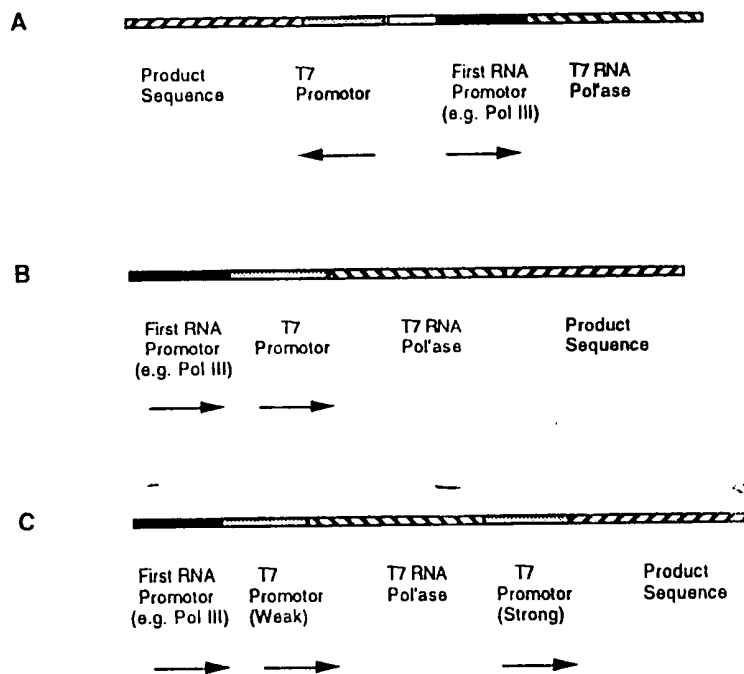 A
Product
Sequence
T7
Promotor
First RNA
Promotor
(e.g. Pol III)
T7 RNA
Pol'ase
B
First RNA
Promotor
(e.g. Pol III)
T7
Promotor
T7 RNA
Pol'ase
Product
Sequence
C
First RNA
Promotor
(e.g. Pol III)
T7
Promotor
(Weak)
T7 RNA
Pol'ase
T7
Promotor
(Strong)
Product
Sequence